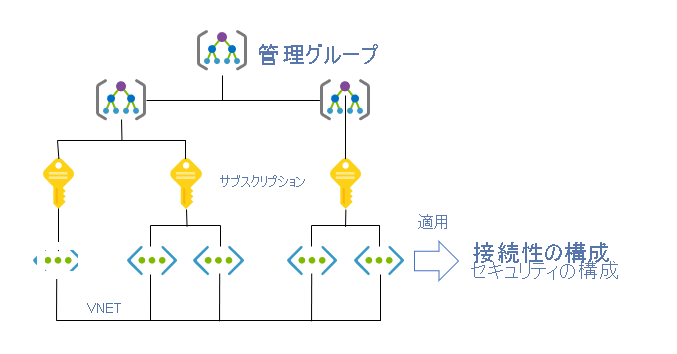 管理グループ
サブスクリプション
適用
接続性の構成
セキュリティの構成
VNET